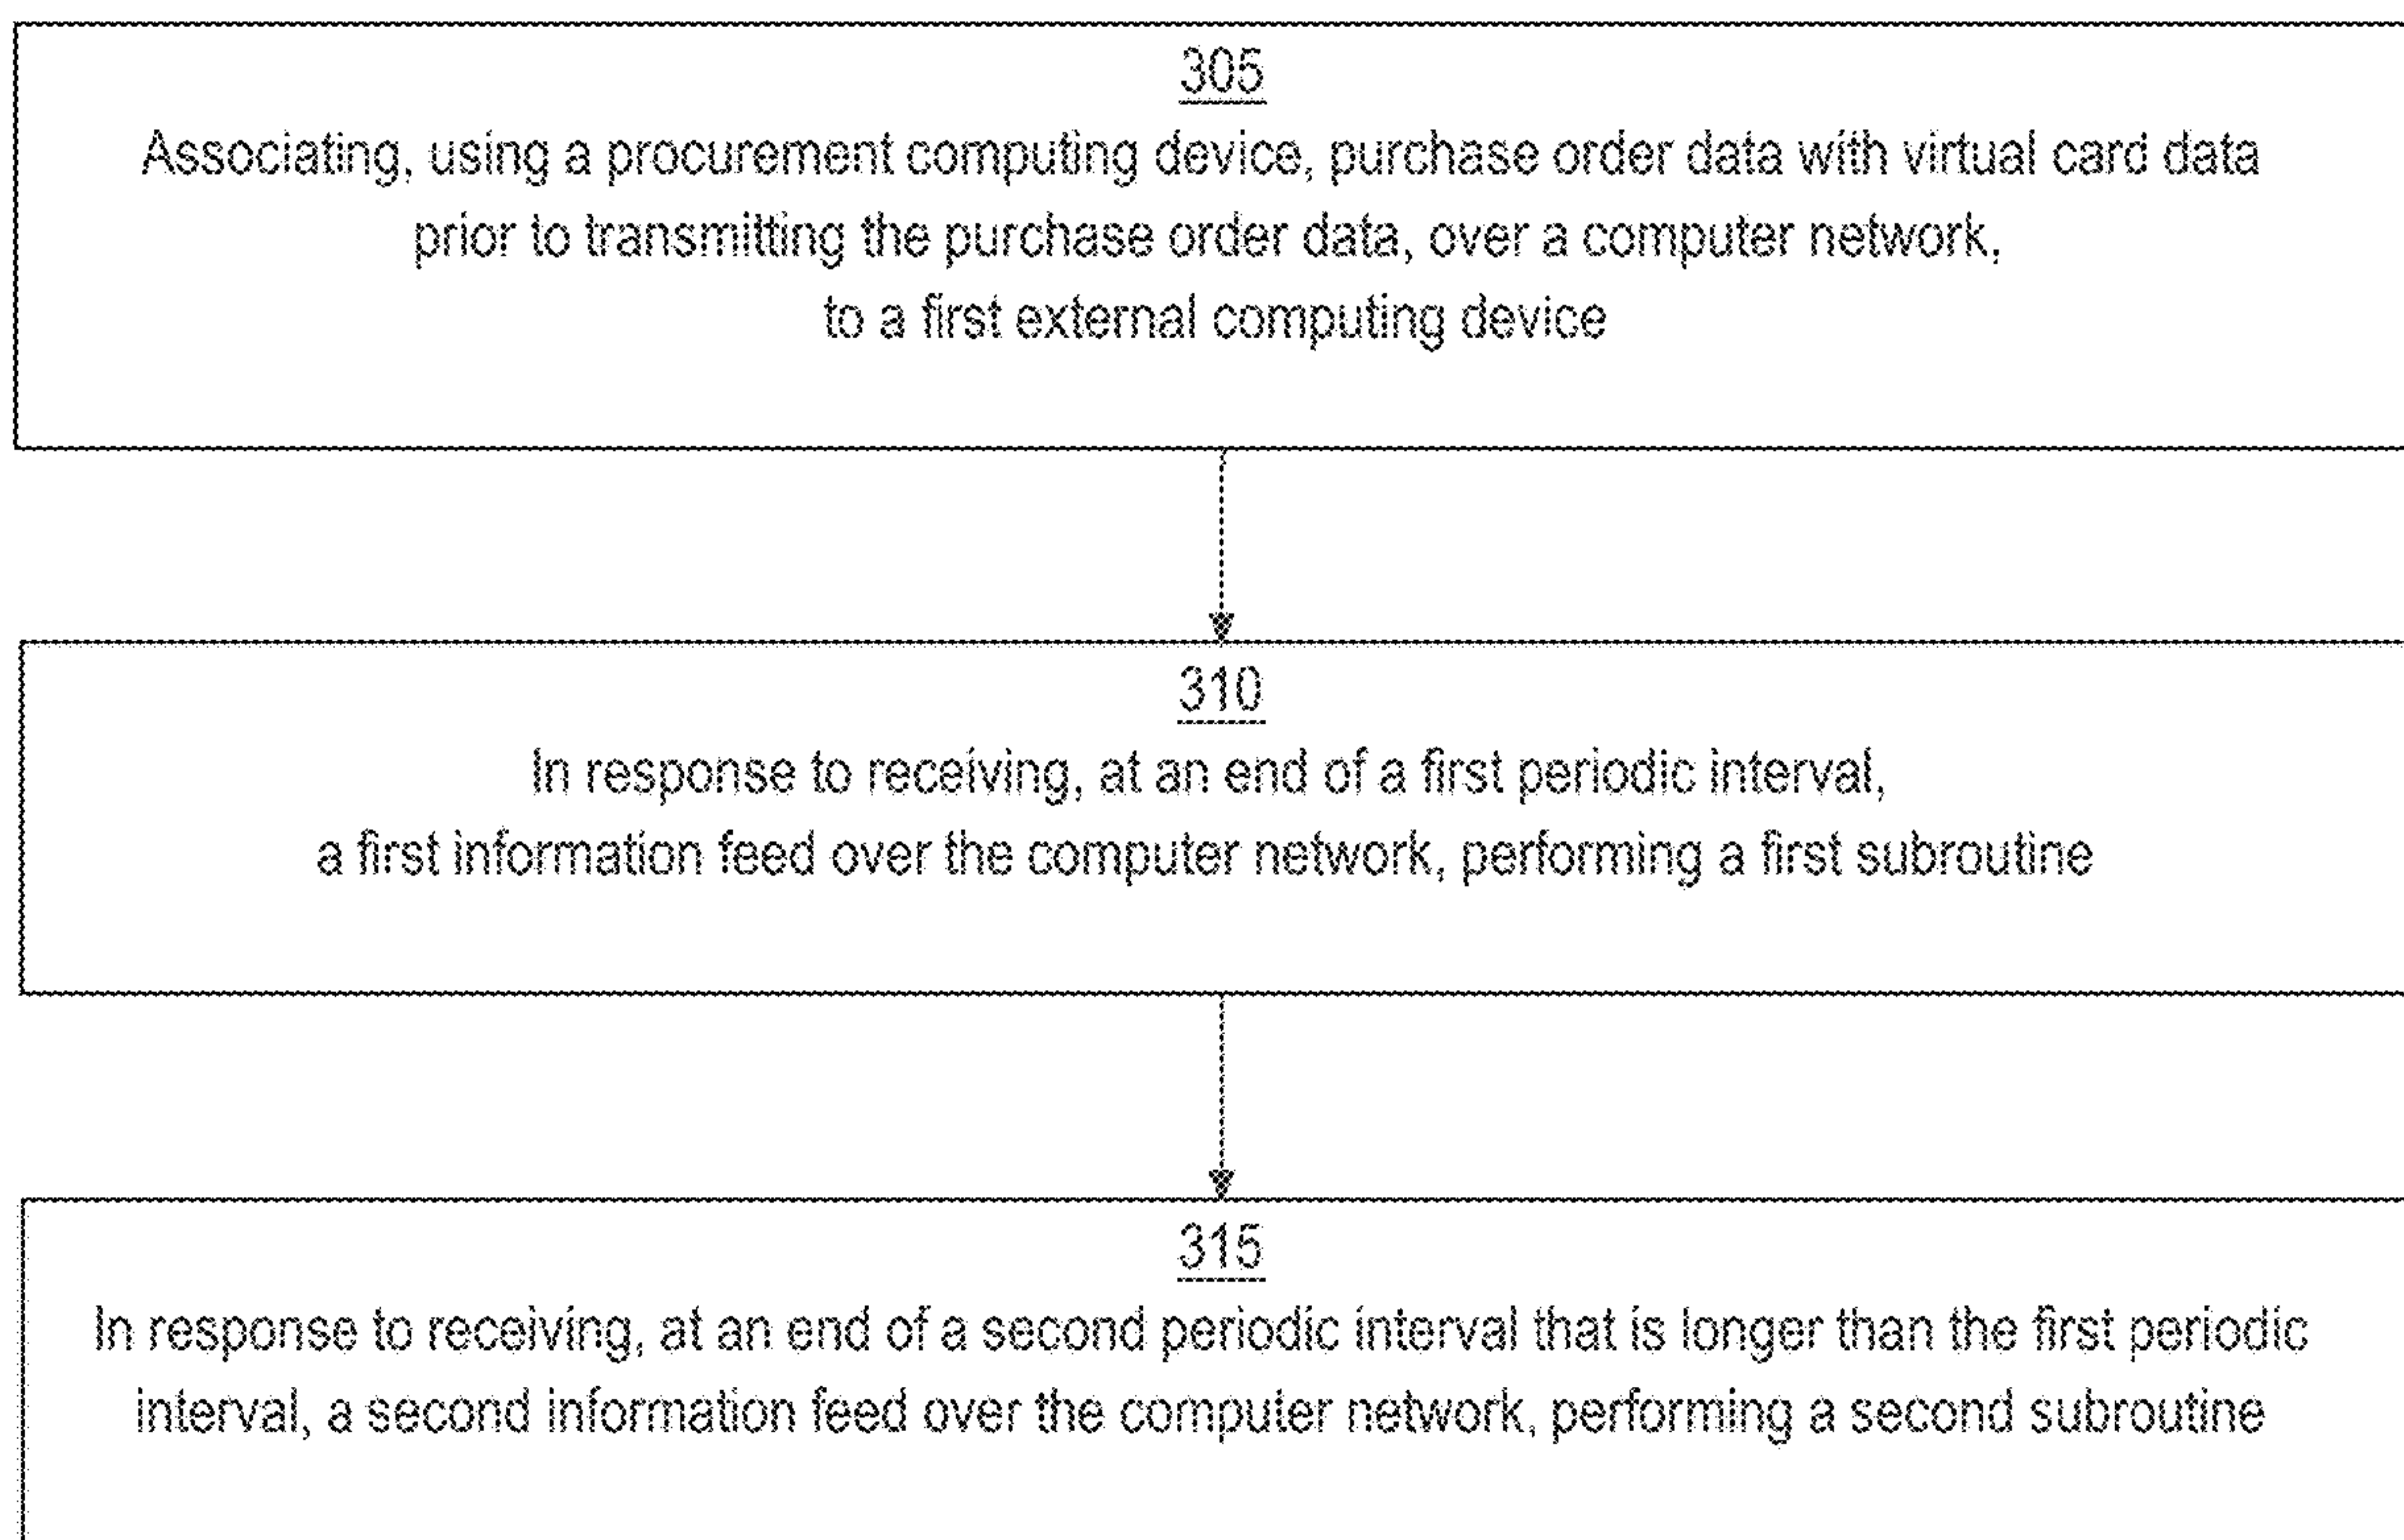 305
Associating, using a procurement computing device, purchase order data with virtual card data
prior to transmitting the purchase order data, over a computer network,
to a first external computing device
310
In response to receiving, at an end of a first periodic interval,
a first information feed over the computer network, performing a first subroutine
315
In response to receiving, at an end of a second periodic interval that is longer than the first periodic
interval, a second information feed over the computer network, performing a second subroutine